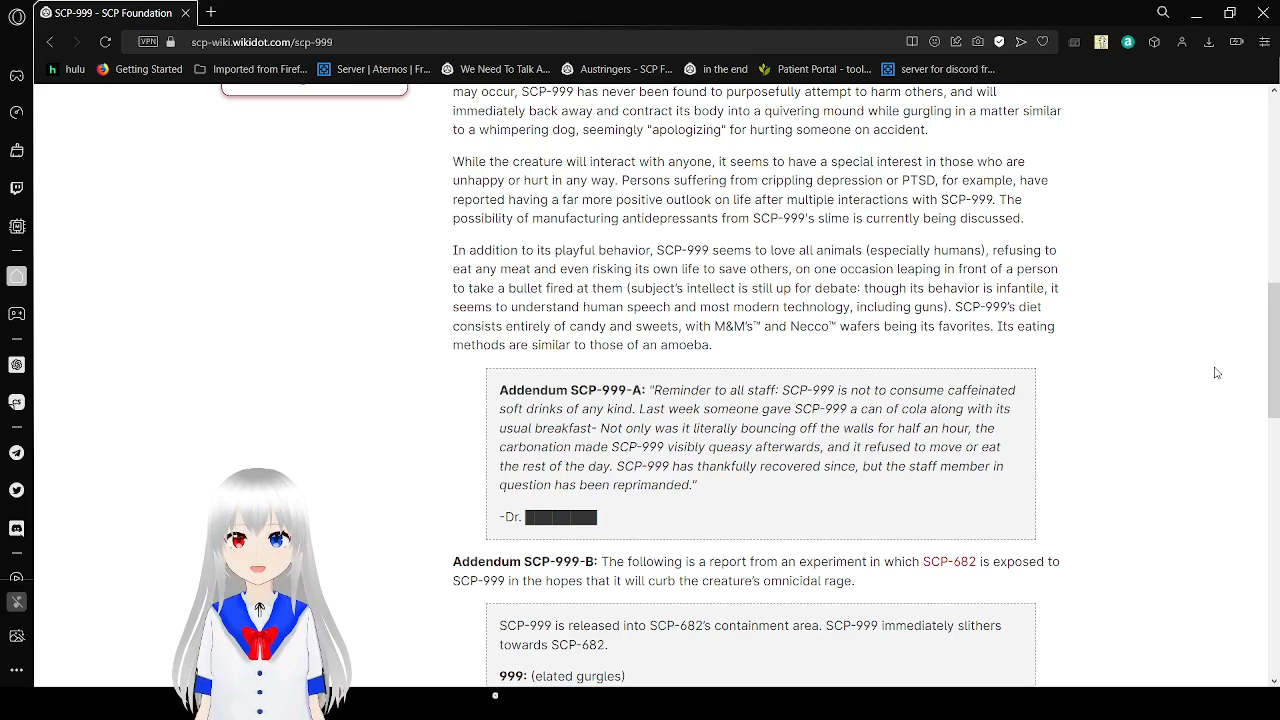 SCP-999 - SCP Foundation
VPN
scp-wiki.wikidot.com/scp-999
hulu
Getting Started
Imported from Firef...
Server | Aternos | Fr...
We Need To Talk A...
Austringers - SCP F...
in the end
Patient Portal - tool...
server for discord fr...
may occur, SCP-999 has never been found to purposefully attempt to harm others, and will
immediately back away and contract its body into a quivering mound while gurgling in a matter similar
to a whimpering dog, seemingly "apologizing" for hurting someone on accident.
While the creature will interact with anyone, it seems to have a special interest in those who are
unhappy or hurt in any way. Persons suffering from crippling depression or PTSD, for example, have
reported having a far more positive outlook on life after multiple interactions with SCP-999. The
possibility of manufacturing antidepressants from SCP-999's slime is currently being discussed.
In addition to its playful behavior, SCP-999 seems to love all animals (especially humans), refusing to
eat any meat and even risking its own life to save others, on one occasion leaping in front of a person
to take a bullet fired at them (subject's intellect is still up for debate: though its behavior is infantile, it
seems to understand human speech and most modern technology, including guns). SCP-999's diet
consists entirely of candy and sweets, with M&M's™ and Necco™ wafers being its favorites. Its eating
methods are similar to those of an amoeba.
Addendum SCP-999-A: "Reminder to all staff: SCP-999 is not to consume caffeinated
soft drinks of any kind. Last week someone gave SCP-999 a can of cola along with its
usual breakfast- Not only was it literally bouncing off the walls for half an hour, the
carbonation made SCP-999 visibly queasy afterwards, and it refused to move or eat
the rest of the day. SCP-999 has thankfully recovered since, but the staff member in
question has been reprimanded."
-Dr. ███████
Addendum SCP-999-B: The following is a report from an experiment in which SCP-682 is exposed to
SCP-999 in the hopes that it will curb the creature's omnicidal rage.
SCP-999 is released into SCP-682's containment area. SCP-999 immediately slithers
towards SCP-682.
999: (elated gurgles)